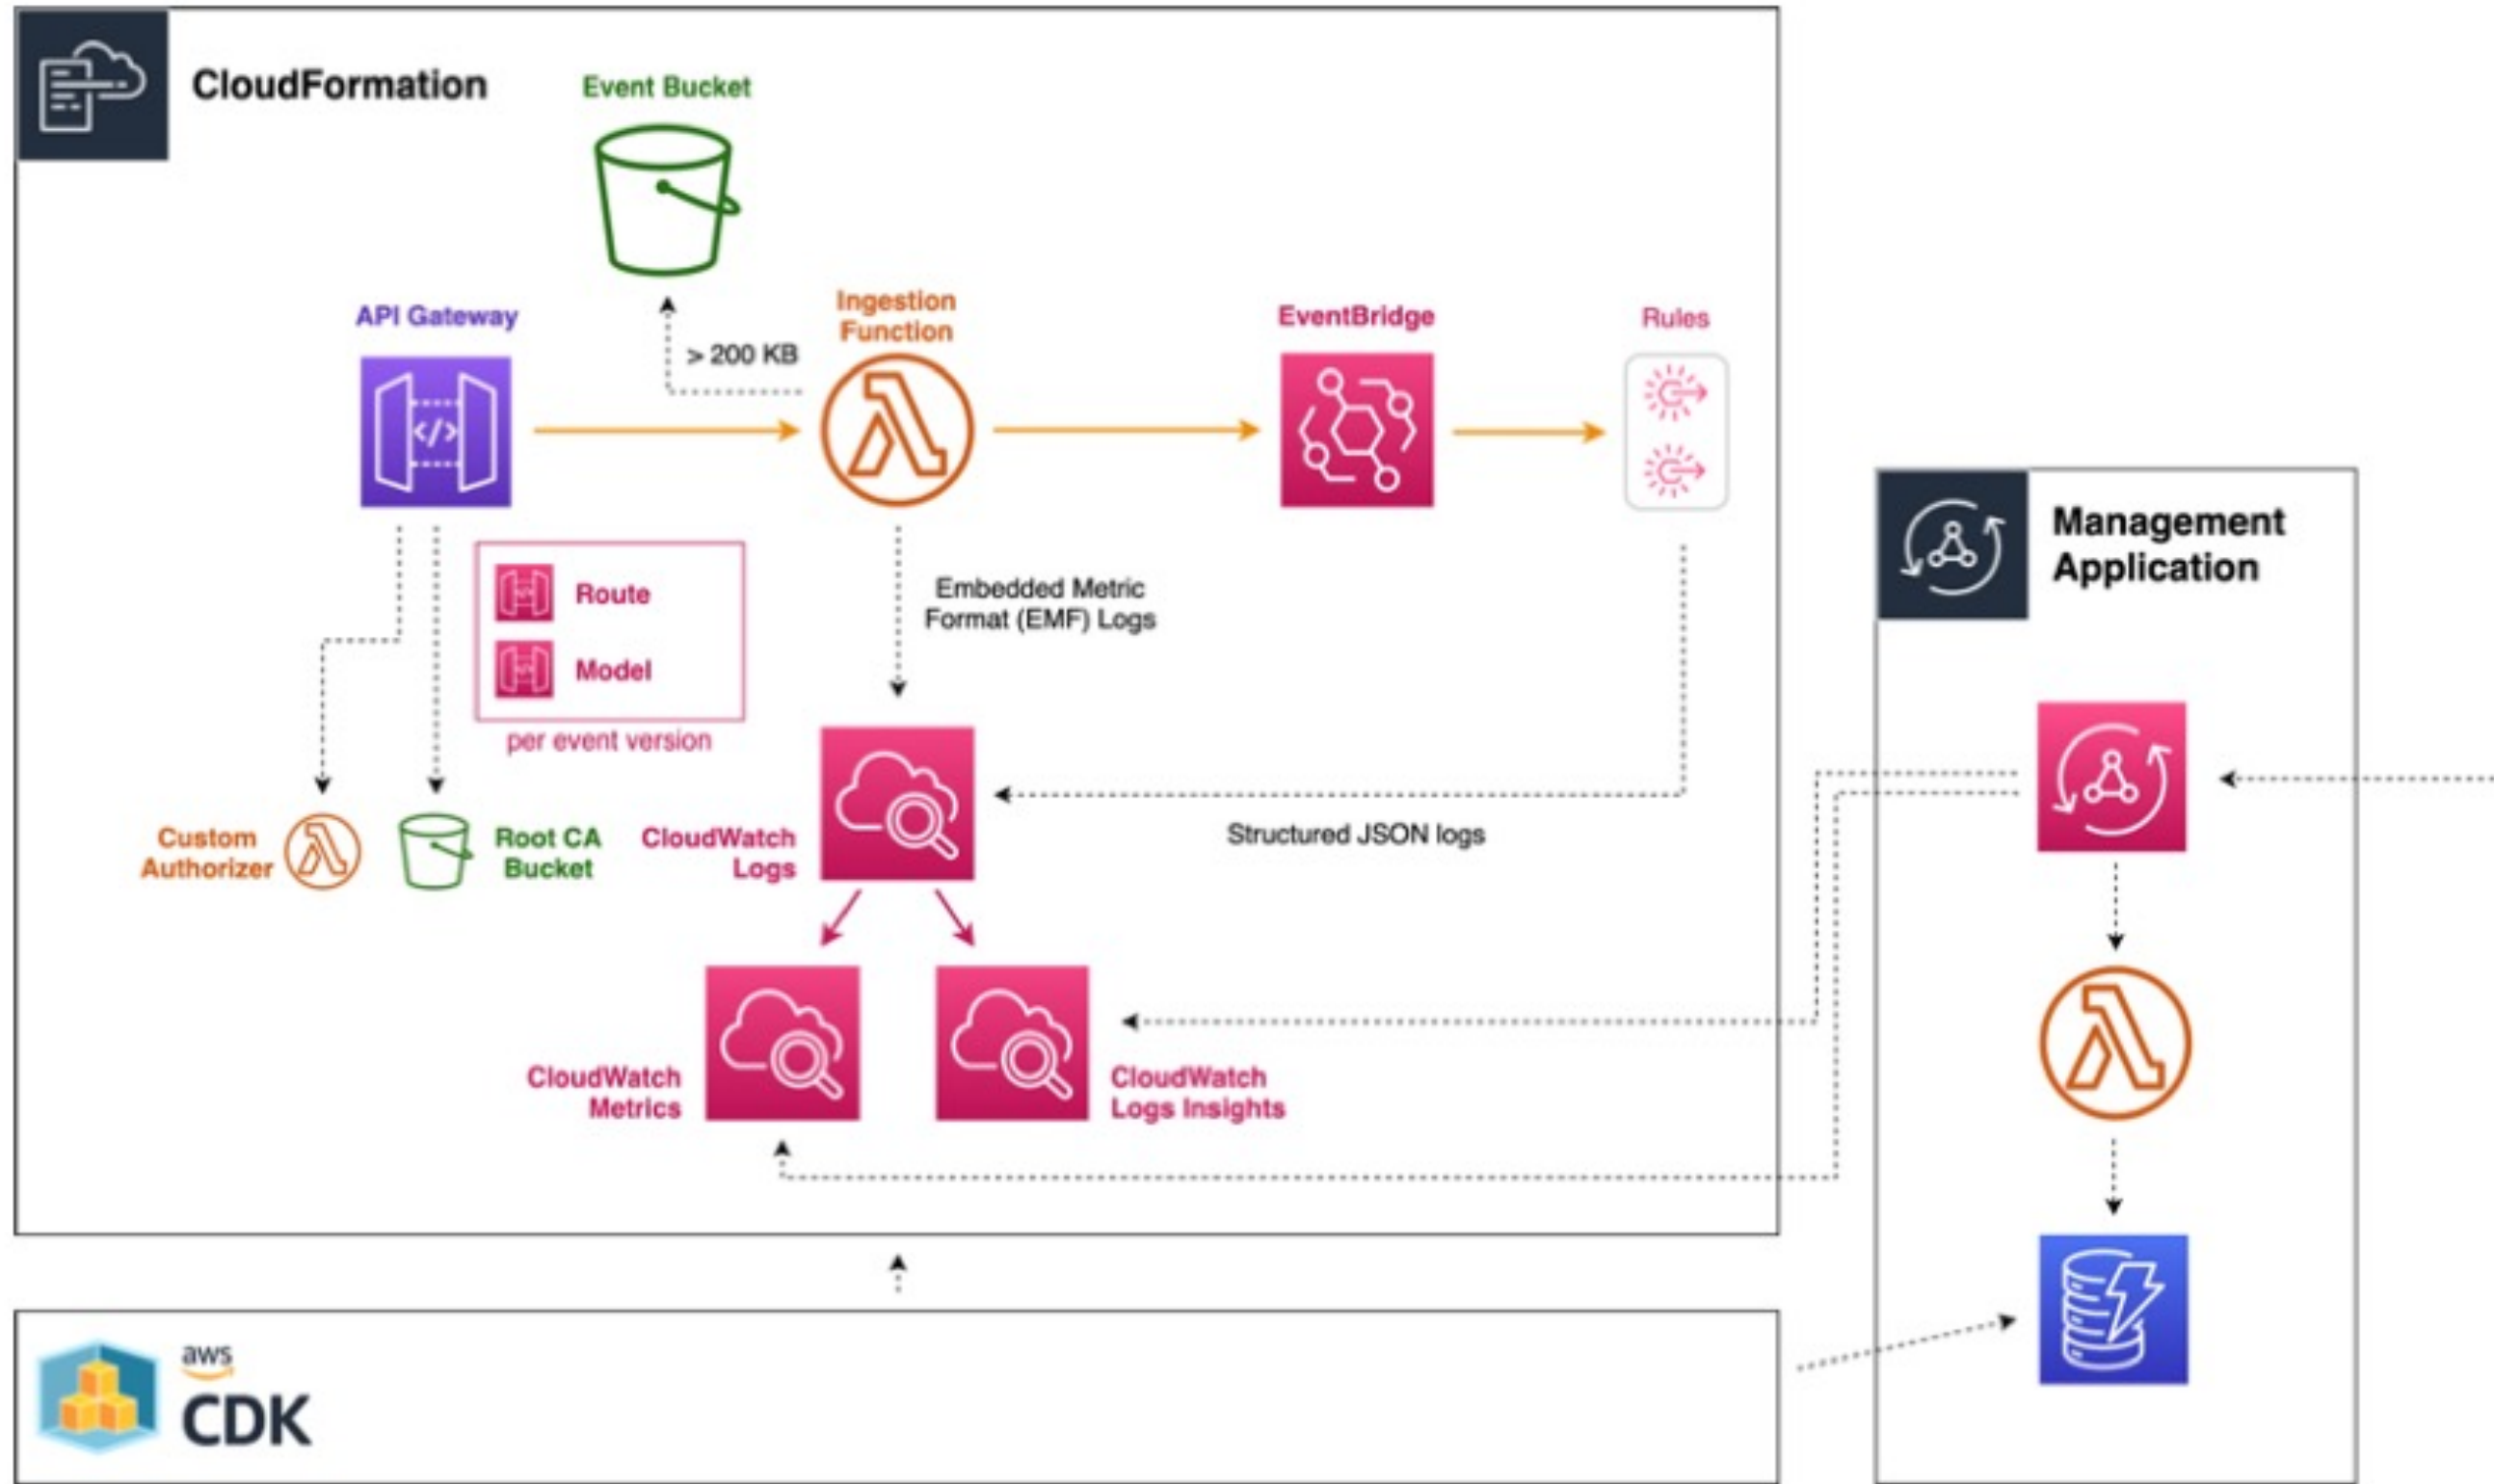 CloudFormation
Event Bucket
API Gateway
> 200 KB
Ingestion
Function
EventBridge
Rules
Route
Model
per event version
Embedded Metric
Format (EMF) Logs
Management
Application
Custom
Authorizer
Root CA
Bucket
CloudWatch
Logs
Structured JSON logs
CloudWatch
Metrics
CloudWatch
Logs Insights
aws
CDK